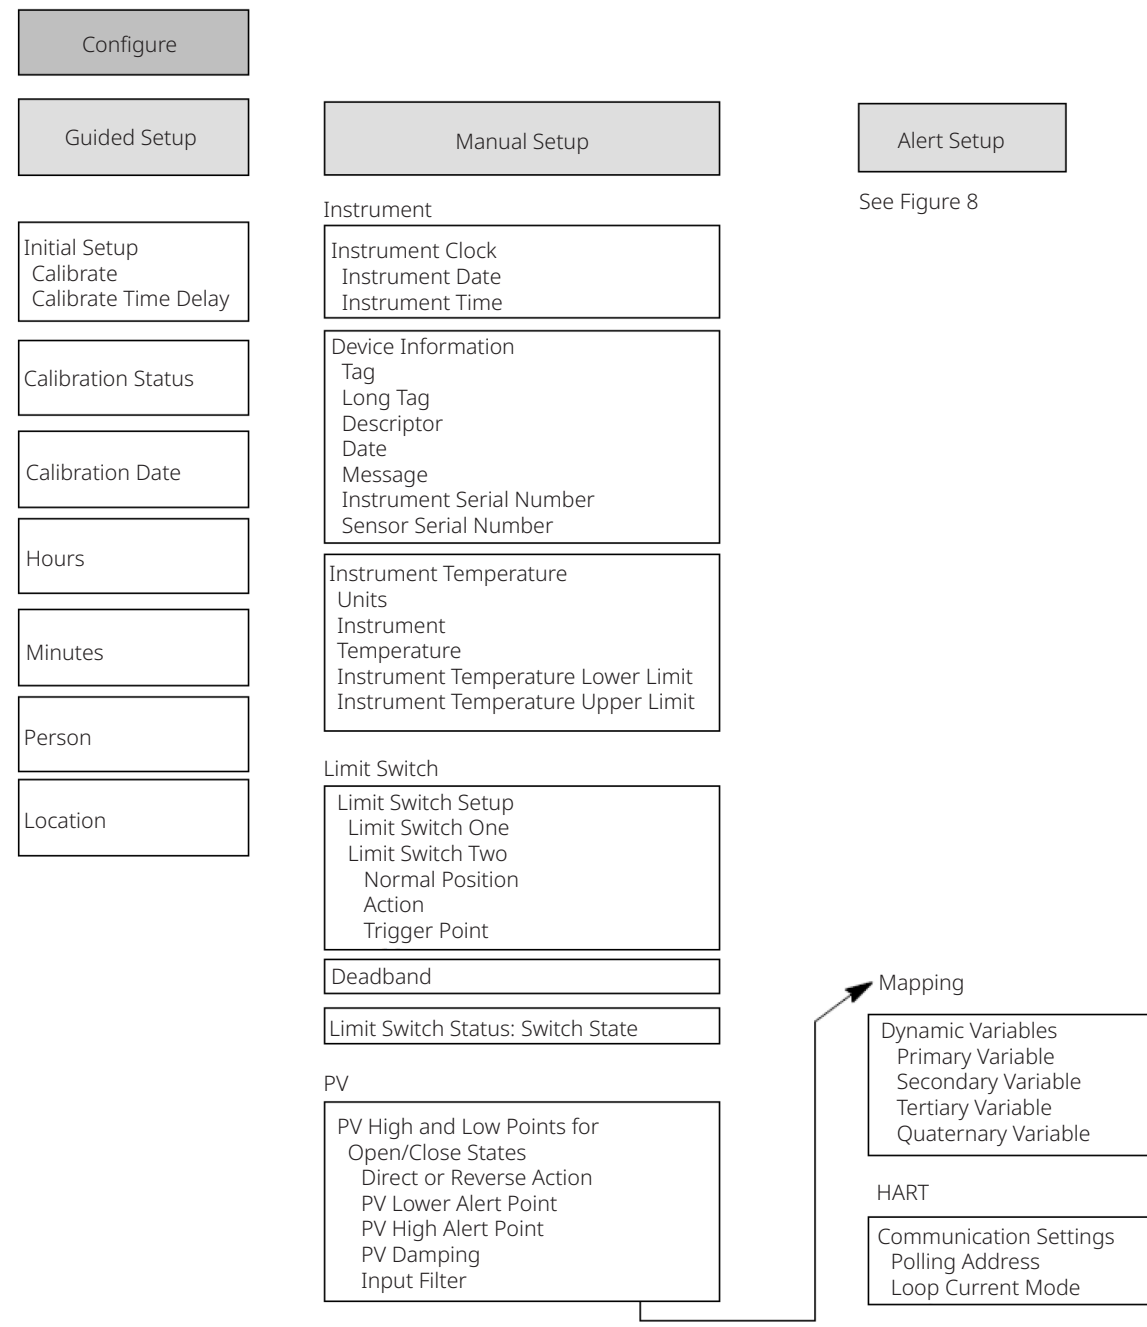 Configure
Guided Setup
Initial Setup
Calibrate
Calibrate Time Delay
Calibration Status
Calibration Date
Hours
Minutes
Person
Location
Manual Setup
Instrument
Instrument Clock
Instrument Date
Instrument Time
Device Information
Tag
Long Tag
Descriptor
Date
Message
Instrument Serial Number
Sensor Serial Number
Instrument Temperature
Units
Instrument
Temperature
Instrument Temperature Lower Limit
Instrument Temperature Upper Limit
Limit Switch
Limit Switch Setup
Limit Switch One
Limit Switch Two
Normal Position
Action
Trigger Point
Deadband
Limit Switch Status: Switch State
PV
PV High and Low Points for
Open/Close States
Direct or Reverse Action
PV Lower Alert Point
PV High Alert Point
PV Damping
Input Filter
Alert Setup
See Figure 8
Mapping
Dynamic Variables
Primary Variable
Secondary Variable
Tertiary Variable
Quaternary Variable
HART
Communication Settings
Polling Address
Loop Current Mode